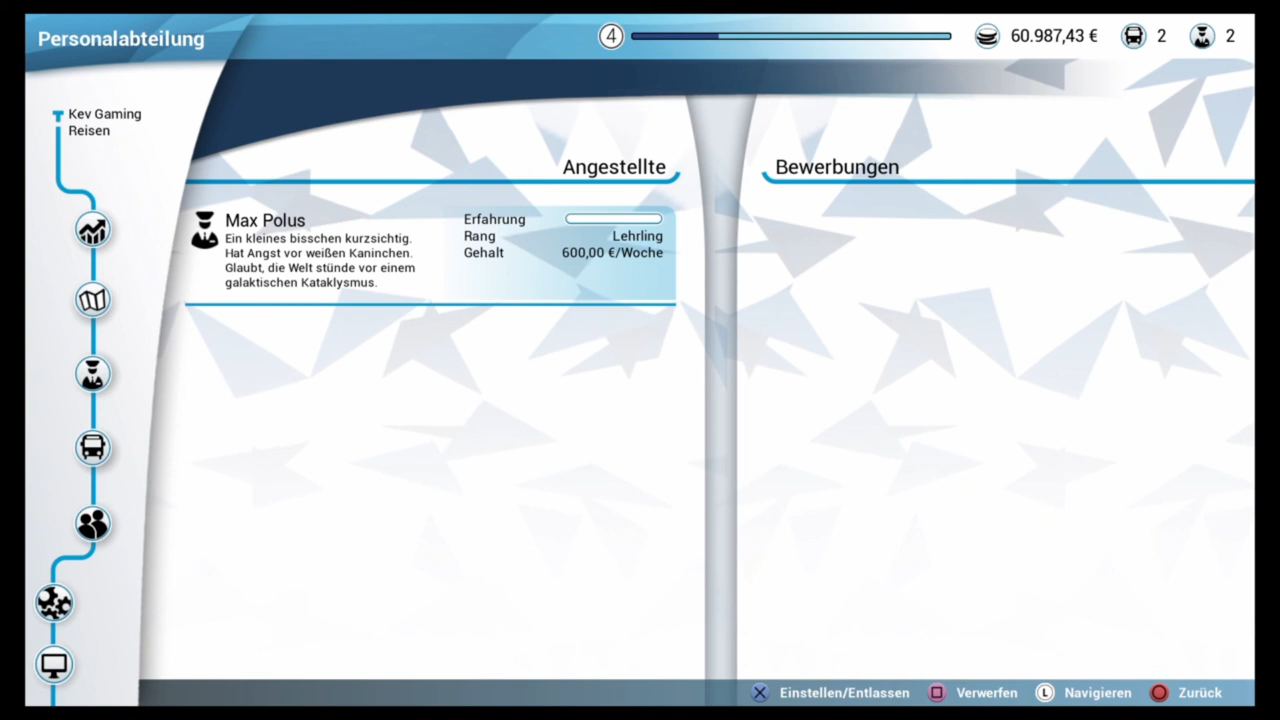 Personalabteilung
4
60.987,43 €
2
2
Kev Gaming
Reisen
Angestellte
Bewerbungen
Max Polus
Ein kleines bisschen kurzsichtig.
Hat Angst vor weißen Kaninchen.
Glaubt, die Welt stünde vor einem
galaktischen Kataklysmus.
Erfahrung
Rang Lehrling
Gehalt 600,00 €/Woche
Einstellen/Entlassen
Verwerfen
L Navigieren
Zurück